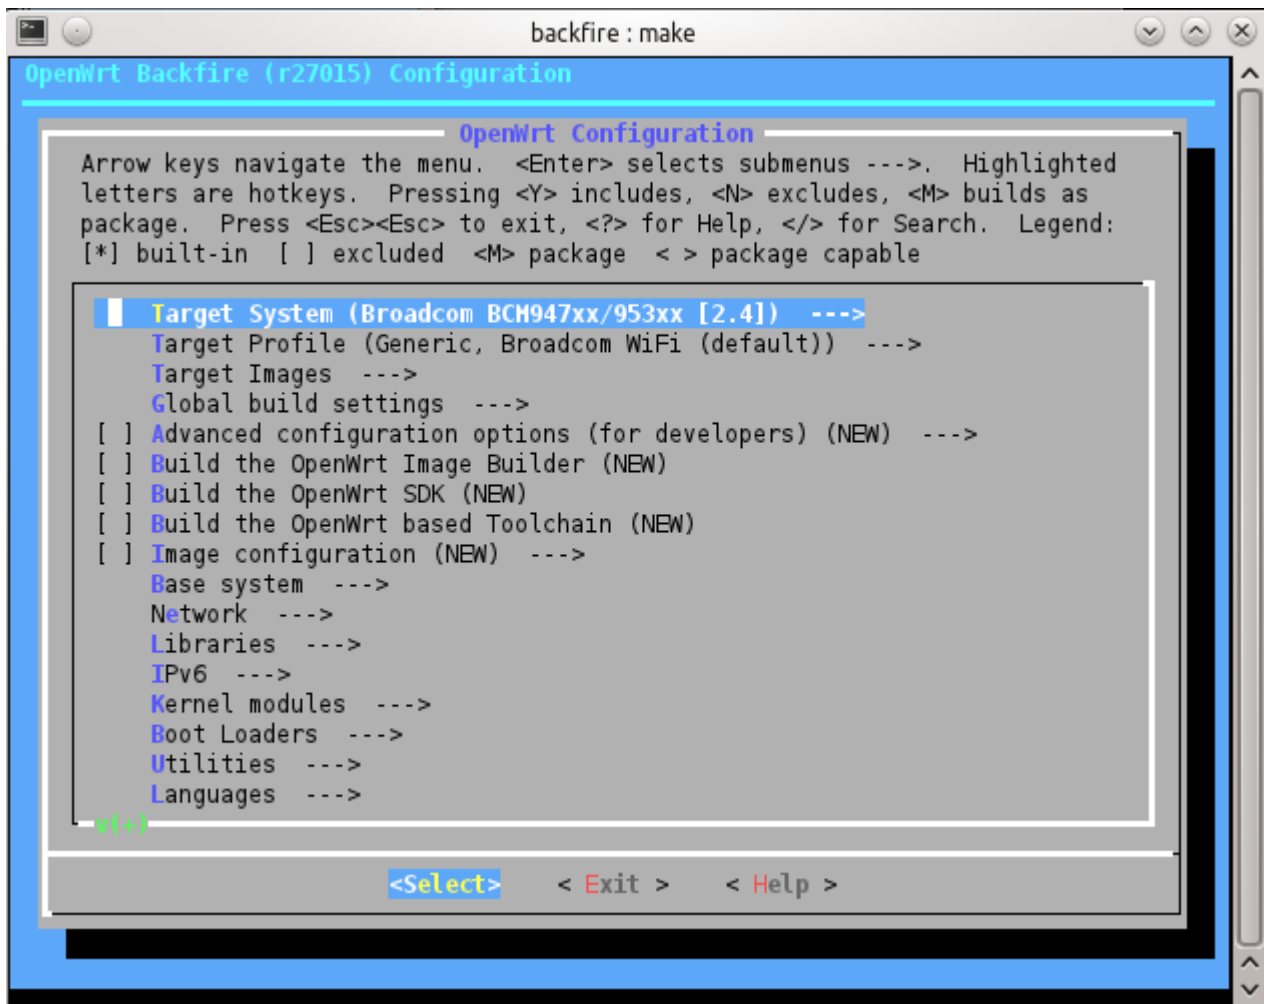 backfire : make
OpenWrt Backfire (r27015) Configuration
OpenWrt Configuration
Arrow keys navigate the menu.  <Enter> selects submenus --->.  Highlighted
letters are hotkeys.  Pressing <Y> includes, <N> excludes, <M> builds as
package.  Press <Esc><Esc> to exit, <?> for Help, </> for Search.  Legend:
[*] built-in  [ ] excluded  <M> package  < > package capable
Target System (Broadcom BCM947xx/953xx [2.4])  --->
Target Profile (Generic, Broadcom WiFi (default))  --->
Target Images  --->
Global build settings  --->
[ ] Advanced configuration options (for developers) (NEW)  --->
[ ] Build the OpenWrt Image Builder (NEW)
[ ] Build the OpenWrt SDK (NEW)
[ ] Build the OpenWrt based Toolchain (NEW)
[ ] Image configuration (NEW)  --->
Base system  --->
Network  --->
Libraries  --->
IPv6  --->
Kernel modules  --->
Boot Loaders  --->
Utilities  --->
Languages  --->
v(+)
<Select>    < Exit >    < Help >